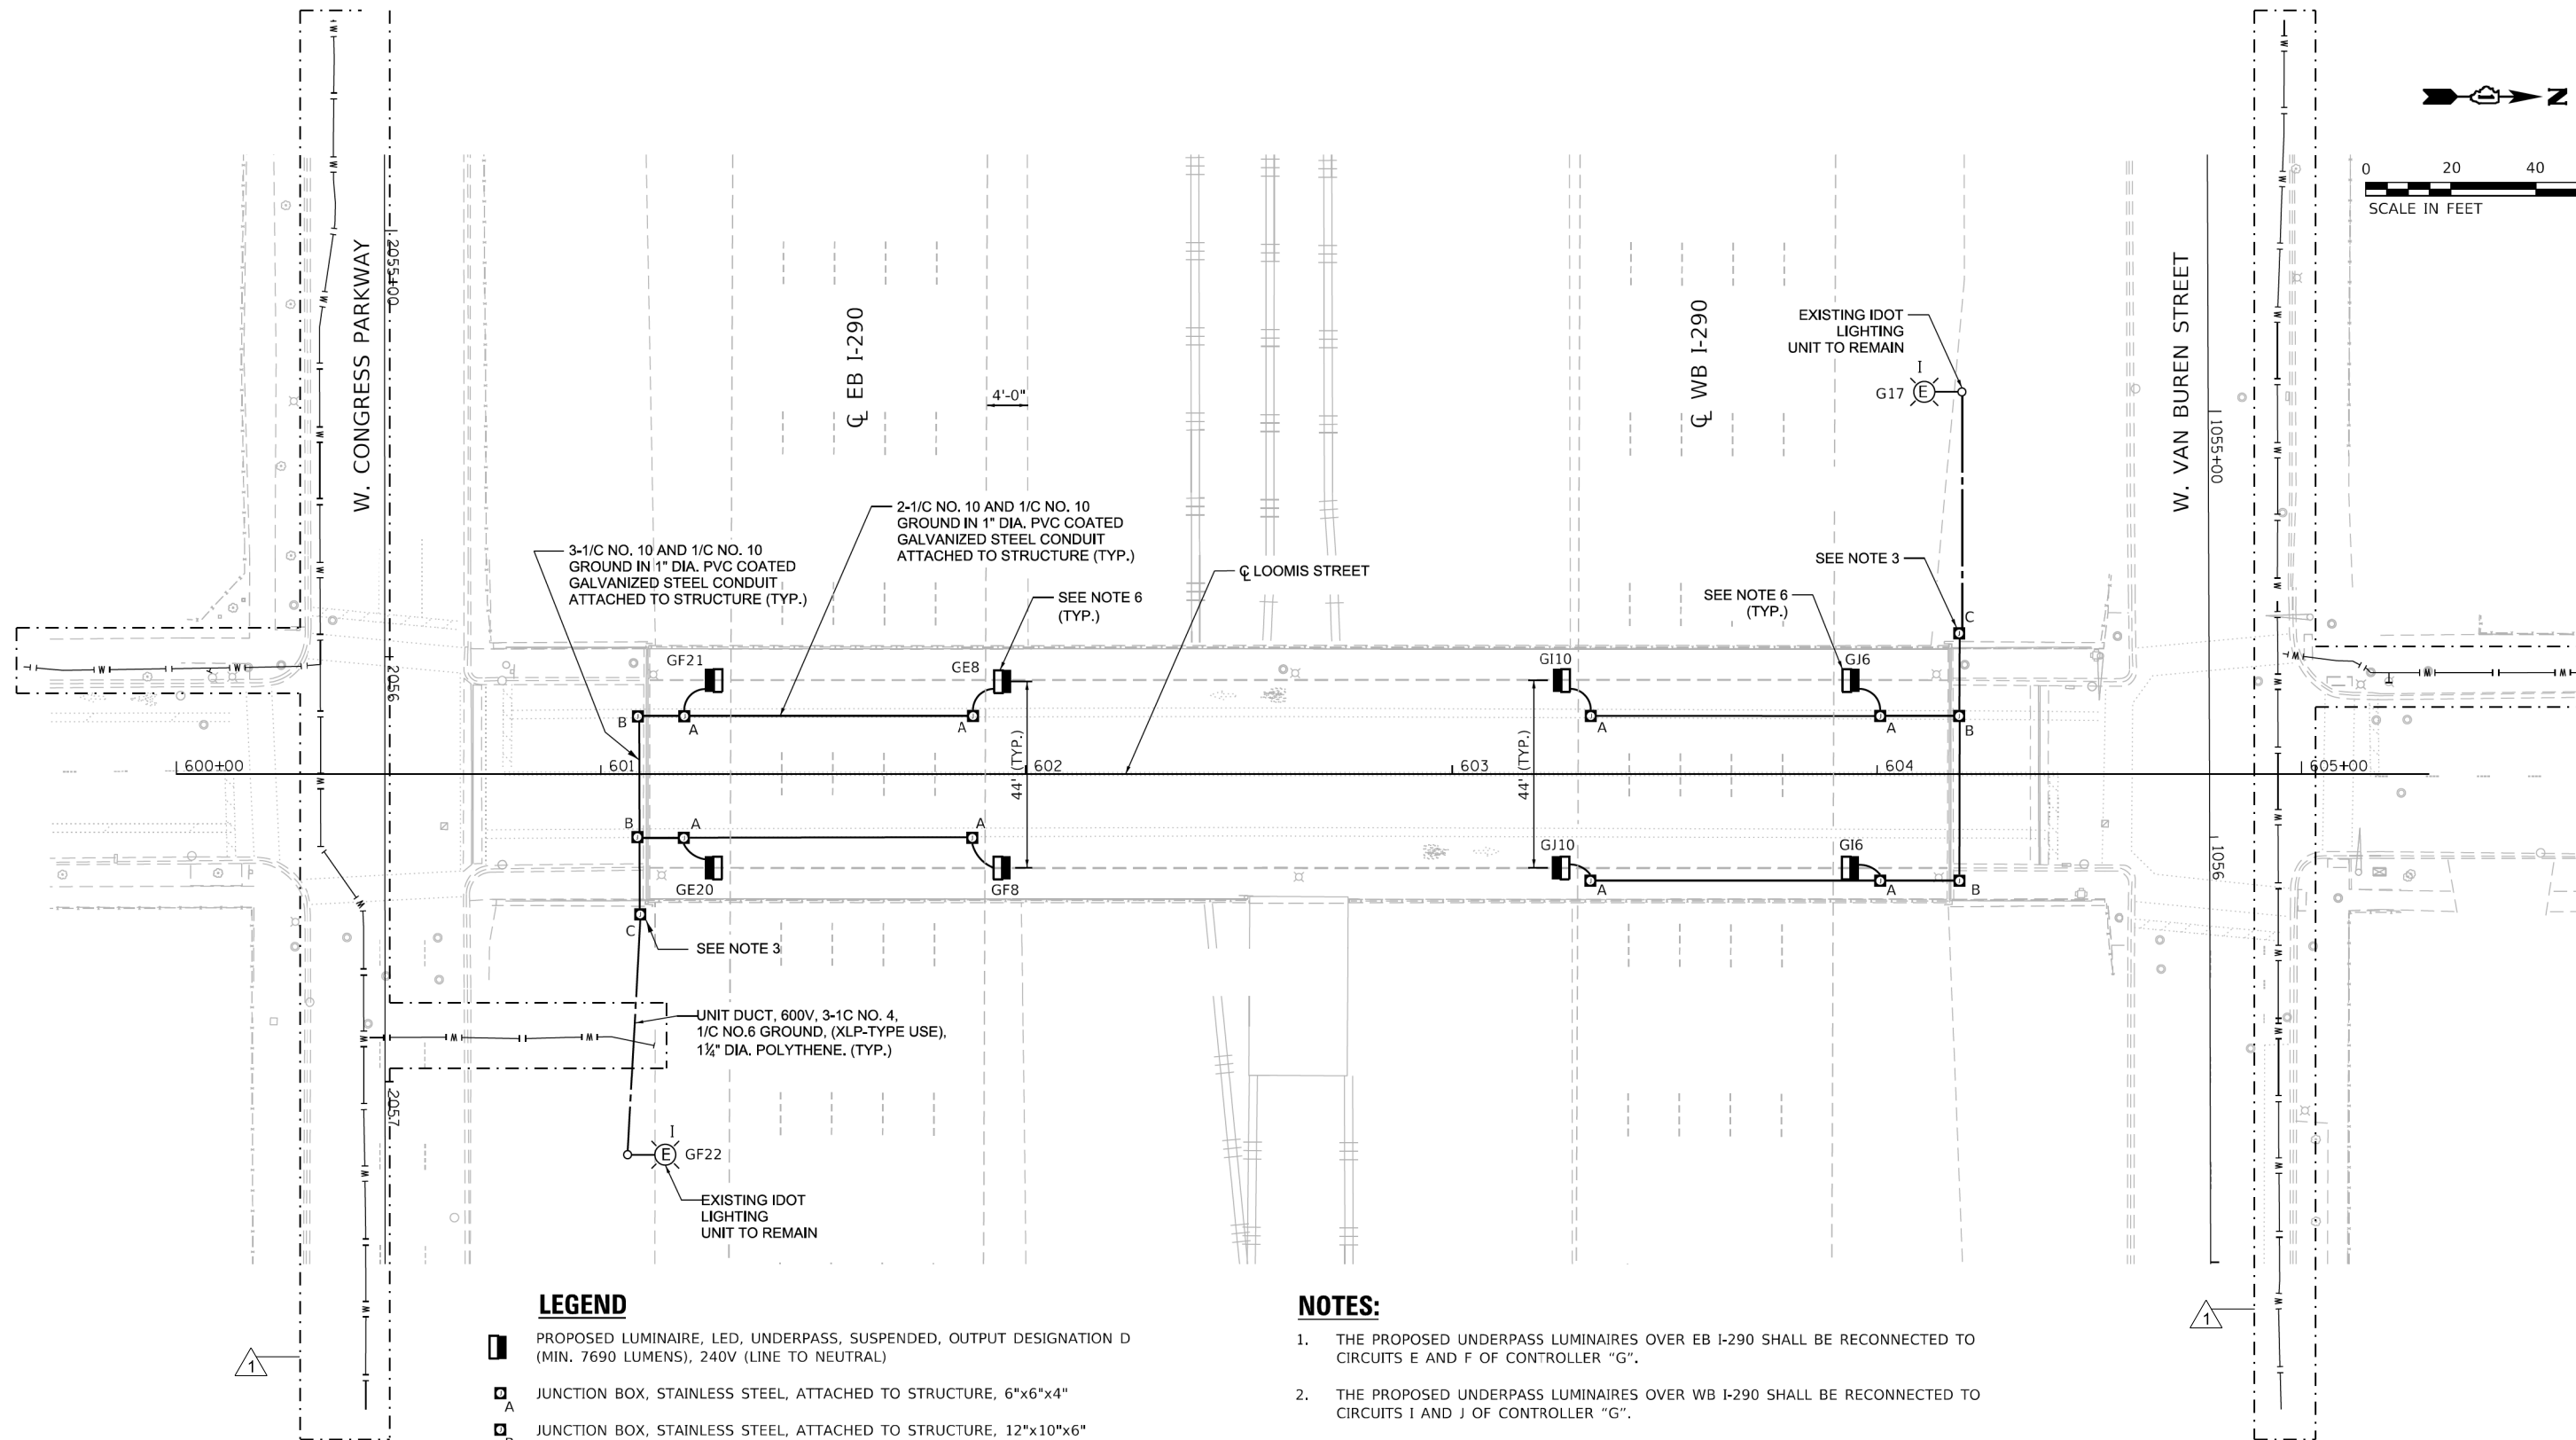 N
0 20 40
SCALE IN FEET
W. CONGRESS PARKWAY
2055+00
2056
2057
℄ EB I-290
4'-0"
℄ WB I-290
EXISTING IDOT
LIGHTING
UNIT TO REMAIN
I
E
G17
W. VAN BUREN STREET
1055+00
1056
2-1/C NO. 10 AND 1/C NO. 10
GROUND IN 1" DIA. PVC COATED
GALVANIZED STEEL CONDUIT
ATTACHED TO STRUCTURE (TYP.)
3-1/C NO. 10 AND 1/C NO. 10
GROUND IN 1" DIA. PVC COATED
GALVANIZED STEEL CONDUIT
ATTACHED TO STRUCTURE (TYP.)
℄ LOOMIS STREET
SEE NOTE 6
(TYP.)
SEE NOTE 3
SEE NOTE 6
(TYP.)
C
GF21
GE8
GI10
GJ6
B
A
A
A
A
B
44' (TYP.)
44' (TYP.)
600+00
601
602
603
604
605+00
B
A
A
GJ10
GI6
GE20
GF8
A
A
B
C
SEE NOTE 3
UNIT DUCT, 600V, 3-1C NO. 4,
1/C NO.6 GROUND, (XLP-TYPE USE),
1¼" DIA. POLYTHENE. (TYP.)
I
E
GF22
EXISTING IDOT
LIGHTING
UNIT TO REMAIN
1
1
LEGEND
PROPOSED LUMINAIRE, LED, UNDERPASS, SUSPENDED, OUTPUT DESIGNATION D
(MIN. 7690 LUMENS), 240V (LINE TO NEUTRAL)
JUNCTION BOX, STAINLESS STEEL, ATTACHED TO STRUCTURE, 6"x6"x4"
A
JUNCTION BOX, STAINLESS STEEL, ATTACHED TO STRUCTURE, 12"x10"x6"
NOTES:
1. THE PROPOSED UNDERPASS LUMINAIRES OVER EB I-290 SHALL BE RECONNECTED TO
CIRCUITS E AND F OF CONTROLLER "G".
2. THE PROPOSED UNDERPASS LUMINAIRES OVER WB I-290 SHALL BE RECONNECTED TO
CIRCUITS I AND J OF CONTROLLER "G".